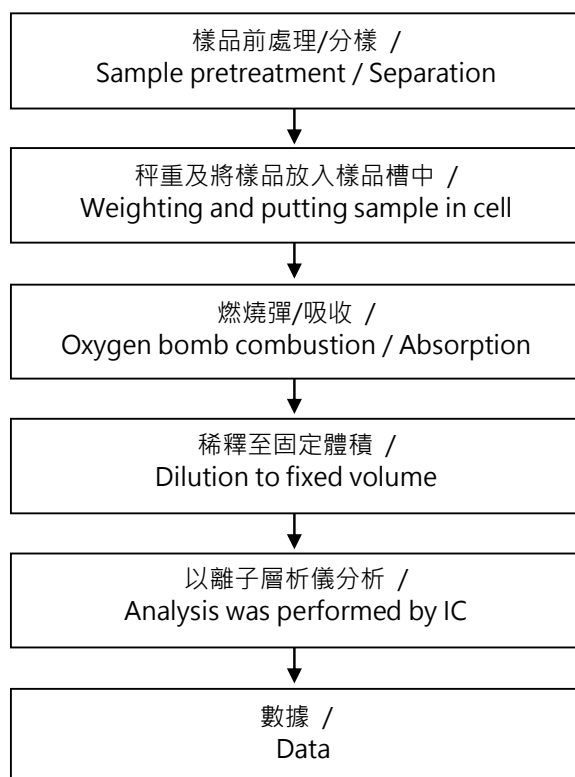 樣品前處理/分樣 /
Sample pretreatment / Separation
秤重及將樣品放入樣品槽中 /
Weighting and putting sample in cell
燃燒彈/吸收 /
Oxygen bomb combustion / Absorption
稀釋至固定體積 /
Dilution to fixed volume
以離子層析儀分析 /
Analysis was performed by IC
數據 /
Data